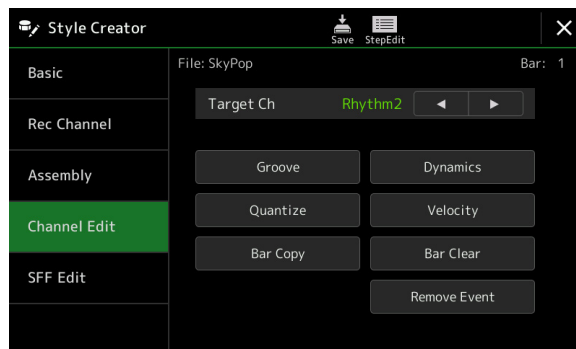 Style Creator
Save
StepEdit
File: SkyPop
Bar: 1
Basic
Rec Channel
Assembly
Channel Edit
SFF Edit
Target Ch Rhythm2
Groove
Dynamics
Quantize
Velocity
Bar Copy
Bar Clear
Remove Event